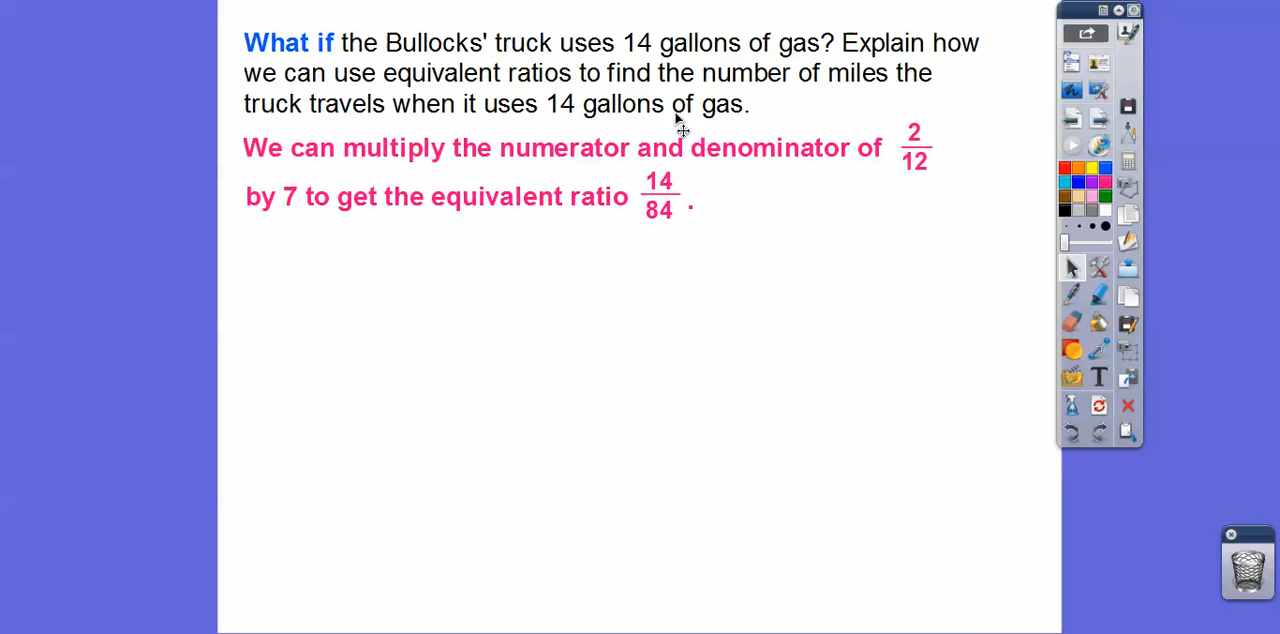 What if the Bullocks' truck uses 14 gallons of gas? Explain how
we can use equivalent ratios to find the number of miles the
truck travels when it uses 14 gallons of gas.
We can multiply the numerator and denominator of 2/12
by 7 to get the equivalent ratio 14/84 .
T